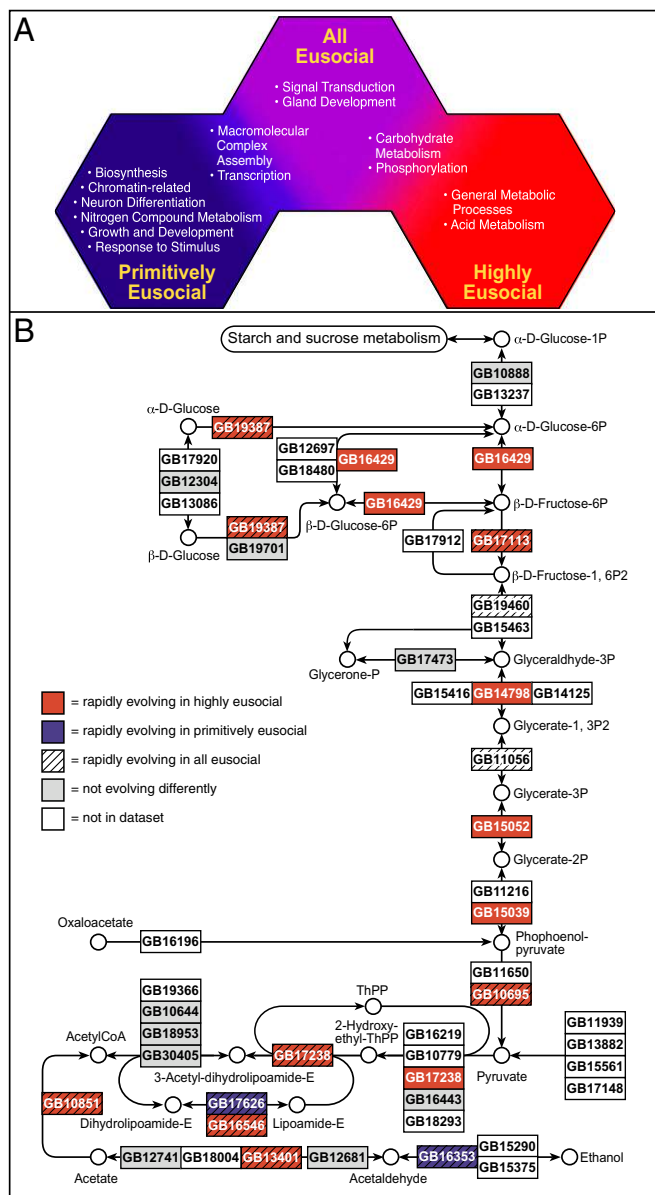 A
All
Eusocial
• Signal Transduction
• Gland Development
• Macromolecular
Complex
Assembly
• Transcription
• Carbohydrate
Metabolism
• Phosphorylation
• Biosynthesis
• Chromatin-related
• Neuron Differentiation
• Nitrogen Compound Metabolism
• Growth and Development
• Response to Stimulus
• General Metabolic
Processes
• Acid Metabolism
Primitively
Eusocial
Highly
Eusocial
B
Starch and sucrose metabolism
α-D-Glucose-1P
GB10888
GB13237
α-D-Glucose
GB19387
α-D-Glucose-6P
GB12697
GB18480
GB16429
GB16429
GB17920
GB12304
GB13086
GB16429
β-D-Fructose-6P
β-D-Glucose-6P
GB19387
GB19701
β-D-Glucose
GB17912
GB17113
β-D-Fructose-1, 6P2
GB19460
GB15463
GB17473
Glyceraldhyde-3P
Glycerone-P
GB15416
GB14798
GB14125
= rapidly evolving in highly eusocial
= rapidly evolving in primitively eusocial
= rapidly evolving in all eusocial
= not evolving differently
= not in dataset
Glycerate-1, 3P2
GB11056
Glycerate-3P
GB15052
Glycerate-2P
GB11216
GB15039
Oxaloacetate
GB16196
Phophoenol-
pyruvate
GB11650
GB10695
GB19366
GB10644
GB18953
GB30405
AcetylCoA
ThPP
2-Hydroxy-
ethyl-ThPP
GB17238
3-Acetyl-dihydrolipoamide-E
GB16219
GB10779
GB17238
GB16443
GB18293
Pyruvate
GB11939
GB13882
GB15561
GB17148
GB10851
GB17626
GB16546
Dihydrolipoamide-E
Lipoamide-E
GB12741
GB18004
GB13401
GB12681
Acetate
Acetaldehyde
GB16353
GB15290
GB15375
Ethanol